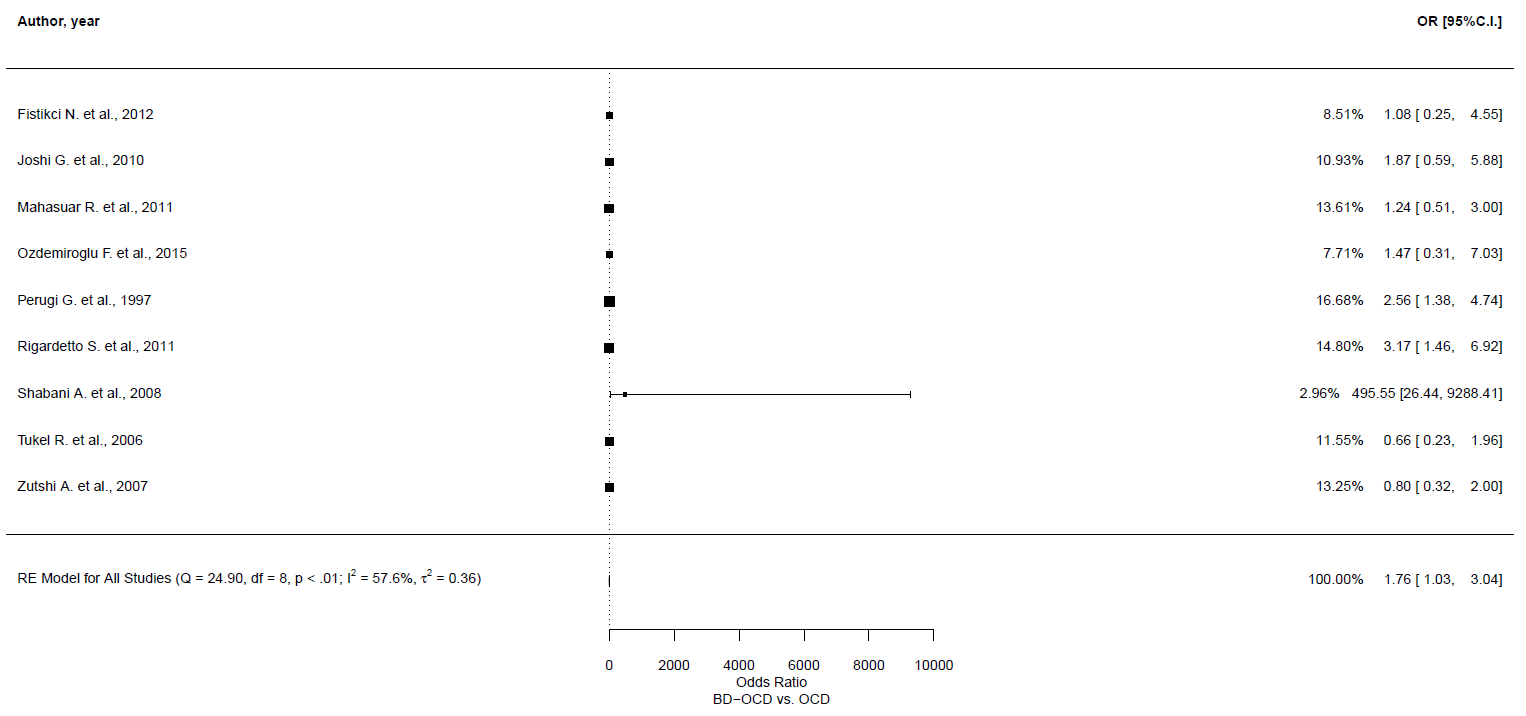 Author, year OR [95%C.I.]
Fistikci N. et al., 2012 8.51% 1.08 [ 0.25, 4.55]
Joshi G. et al., 2010 10.93% 1.87 [ 0.59, 5.88]
Mahasuar R. et al., 2011 13.61% 1.24 [ 0.51, 3.00]
Ozdemiroglu F. et al., 2015 7.71% 1.47 [ 0.31, 7.03]
Perugi G. et al., 1997 16.68% 2.56 [ 1.38, 4.74]
Rigardetto S. et al., 2011 14.80% 3.17 [ 1.46, 6.92]
Shabani A. et al., 2008 2.96% 495.55 [26.44, 9288.41]
Tukel R. et al., 2006 11.55% 0.66 [ 0.23, 1.96]
Zutshi A. et al., 2007 13.25% 0.80 [ 0.32, 2.00]
RE Model for All Studies (Q = 24.90, df = 8, p < .01; I² = 57.6%, τ² = 0.36) 100.00% 1.76 [ 1.03, 3.04]
0 2000 4000 6000 8000 10000
Odds Ratio
BD−OCD vs. OCD